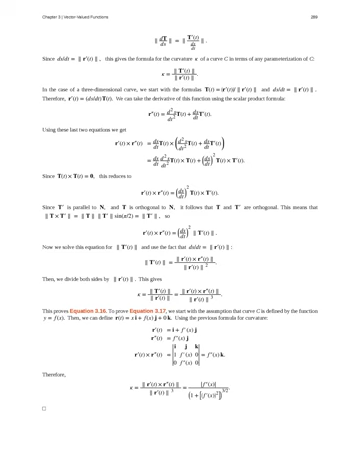 Chapter 3 | Vector-Valued Functions 289
‖ dT/ds ‖ = ‖ T′(t) / (ds/dt) ‖.
Since ds/dt = ‖ r′(t) ‖, this gives the formula for the curvature κ of a curve C in terms of any parameterization of C:
κ = ‖ T′(t) ‖ / ‖ r′(t) ‖.
In the case of a three-dimensional curve, we start with the formulas T(t) = (r′(t))/ ‖ r′(t) ‖ and ds/dt = ‖ r′(t) ‖.
Therefore, r′(t) = (ds/dt)T(t). We can take the derivative of this function using the scalar product formula:
r″(t) = d²s/dt² T(t) + ds/dt T′(t).
Using these last two equations we get
r′(t) × r″(t) = ds/dt T(t) × (d²s/dt² T(t) + ds/dt T′(t))
= ds/dt d²s/dt² T(t) × T(t) + (ds/dt)² T(t) × T′(t).
Since T(t) × T(t) = 0, this reduces to
r′(t) × r″(t) = (ds/dt)² T(t) × T′(t).
Since T′ is parallel to N, and T is orthogonal to N, it follows that T and T′ are orthogonal. This means that
‖ T × T′ ‖ = ‖ T ‖ ‖ T′ ‖ sin(π/2) = ‖ T′ ‖, so
r′(t) × r″(t) = (ds/dt)² ‖ T′(t) ‖.
Now we solve this equation for ‖ T′(t) ‖ and use the fact that ds/dt = ‖ r′(t) ‖:
‖ T′(t) ‖ = ‖ r′(t) × r″(t) ‖ / ‖ r′(t) ‖².
Then, we divide both sides by ‖ r′(t) ‖. This gives
κ = ‖ T′(t) ‖ / ‖ r′(t) ‖ = ‖ r′(t) × r″(t) ‖ / ‖ r′(t) ‖³.
This proves Equation 3.16. To prove Equation 3.17, we start with the assumption that curve C is defined by the function
y = f(x). Then, we can define r(t) = x i + f(x) j + 0 k. Using the previous formula for curvature:
r′(t) = i + f′(x) j
r″(t) = f″(x) j
r′(t) × r″(t) = | i j k; 1 f′(x) 0; 0 f″(x) 0 | = f″(x) k.
Therefore,
κ = ‖ r′(t) × r″(t) ‖ / ‖ r′(t) ‖³ = |f″(x)| / (1 + [(f′(x))²])^(3/2).
□